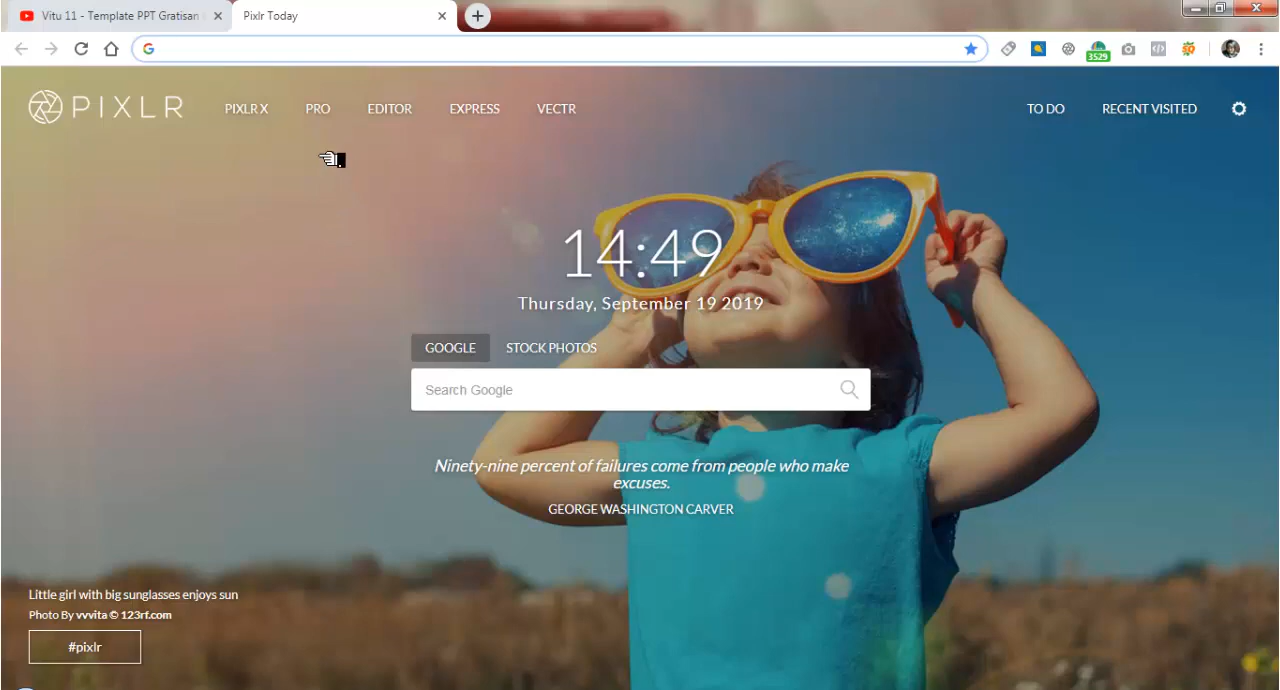 Vitu 11 - Template PPT Gratisan
Pixlr Today
3529
PIXLR
PIXLR X
PRO
EDITOR
EXPRESS
VECTR
TO DO
RECENT VISITED
14:49
Thursday, September 19 2019
GOOGLE
STOCK PHOTOS
Search Google
Ninety-nine percent of failures come from people who make
excuses.
GEORGE WASHINGTON CARVER
Little girl with big sunglasses enjoys sun
Photo By vvvita © 123rf.com
#pixlr